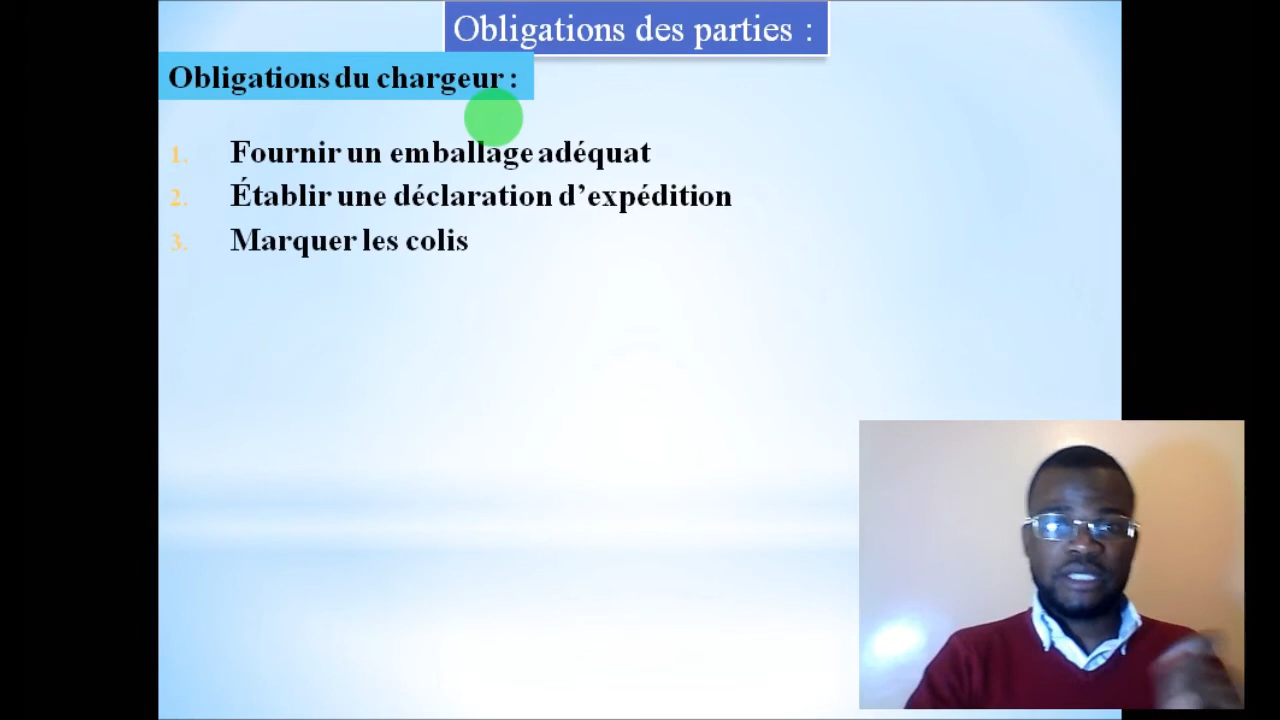 Obligations des parties :
Obligations du chargeur :
1. Fournir un emballage adéquat
2. Établir une déclaration d’expédition
3. Marquer les colis